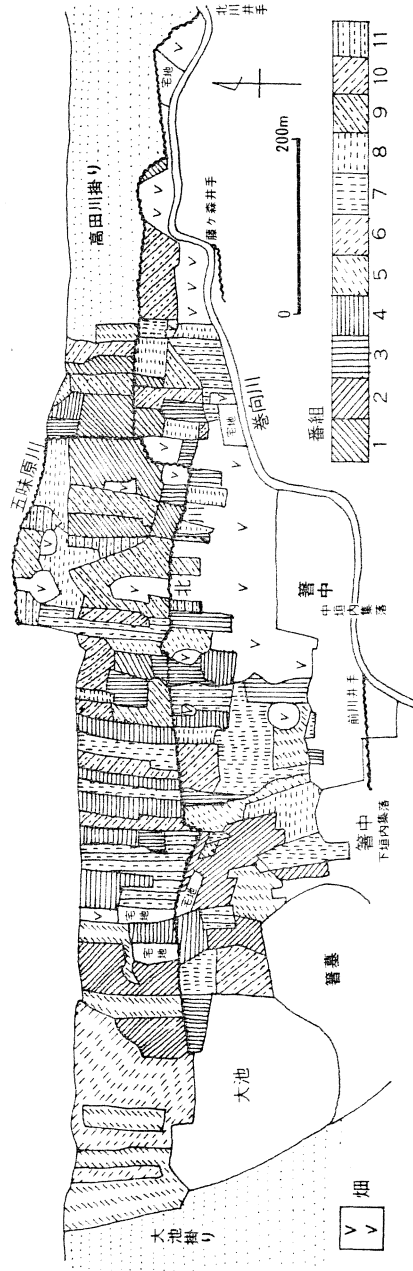 北川井手
宅地
高田川掛り
藤ヶ森井手
200m
0
巻向川
宅地
五味原川
北
川
番組
1 2 3 4 5 6 7 8 9 10 11
箸中
中垣内集落
前川井手
箸中
下垣内集落
宅地
宅地
宅地
箸墓
大池
大池掛り
畑